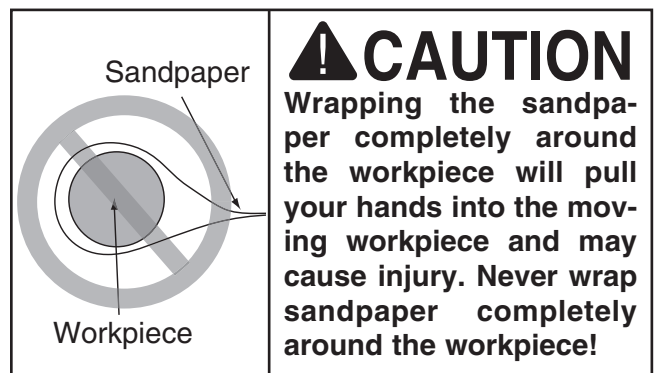 Sandpaper
Workpiece
CAUTION
Wrapping the sandpa-
per completely around
the workpiece will pull
your hands into the mov-
ing workpiece and may
cause injury. Never wrap
sandpaper completely
around the workpiece!